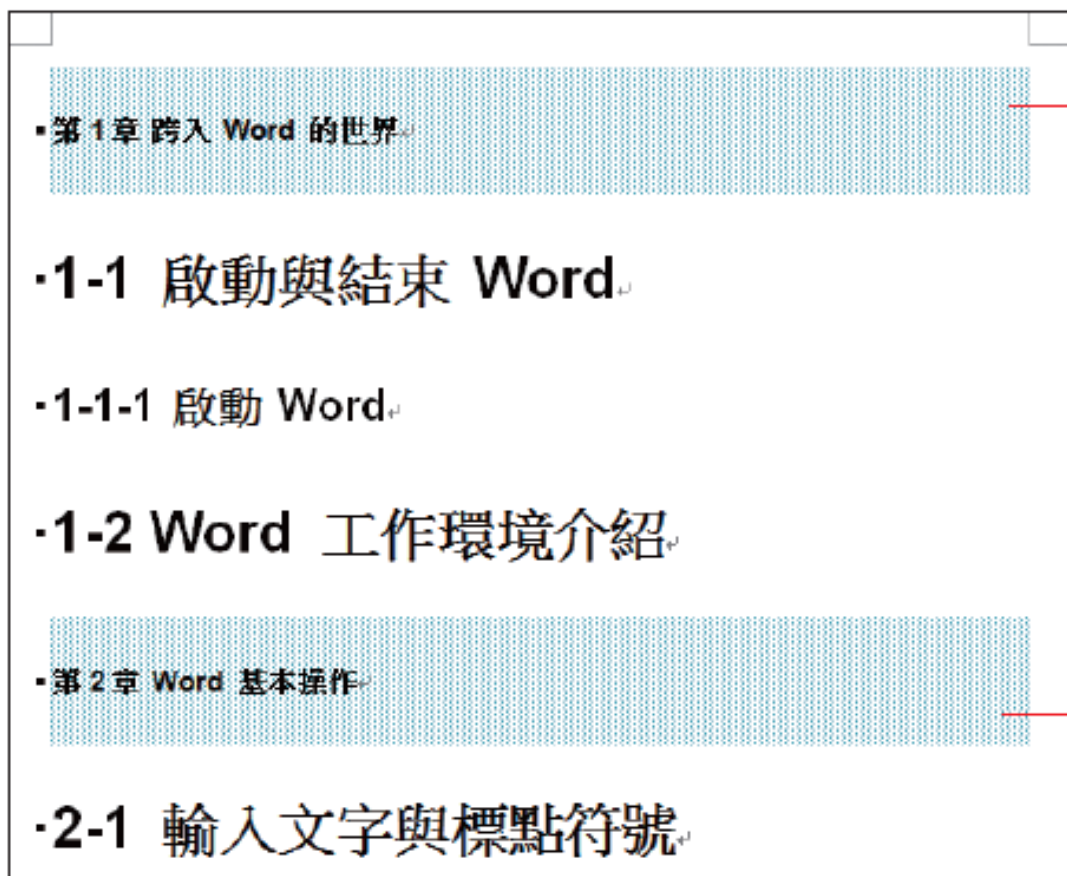 第 1 章 跨入 Word 的世界
1-1 啟動與結束 Word
1-1-1 啟動 Word
1-2 Word 工作環境介紹
第 2 章 Word 基本操作
2-1 輸入文字與標點符號